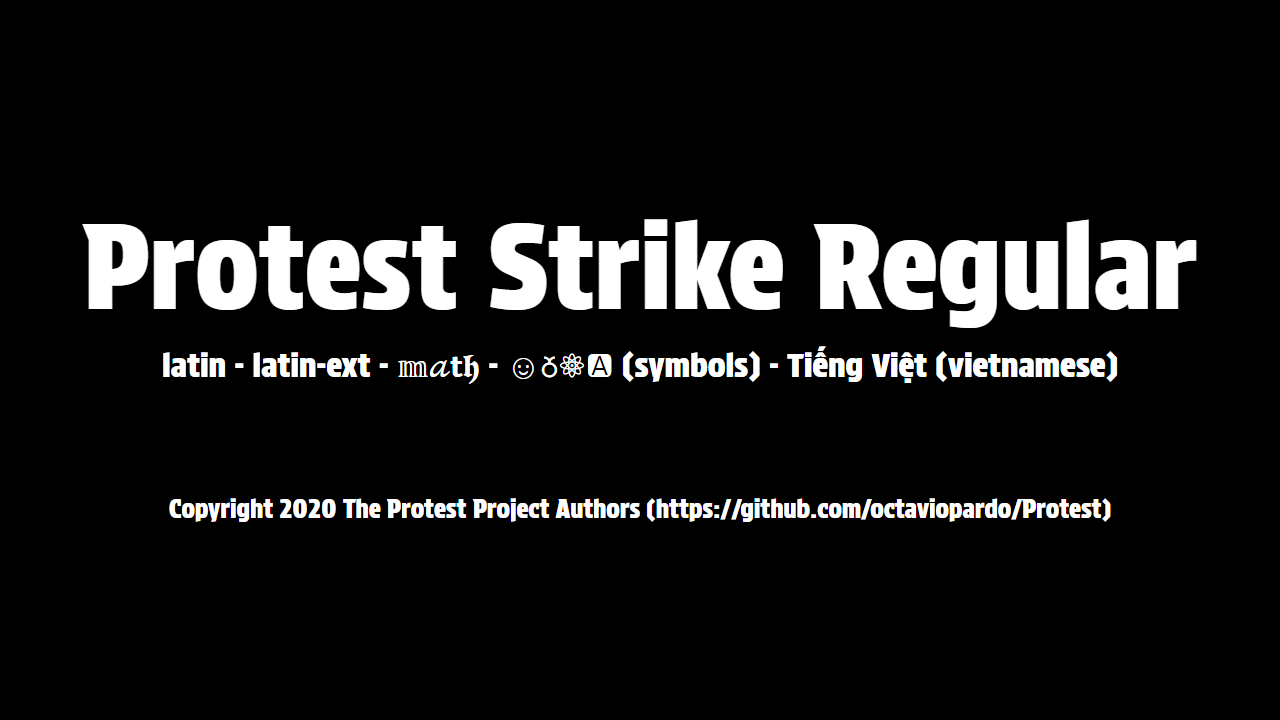 Protest Strike Regular
latin - latin-ext - 𝕞𝒶𝐭𝖍 - ☺♁⚛🅰 (symbols) - Tiếng Việt (vietnamese)
Copyright 2020 The Protest Project Authors (https://github.com/octaviopardo/Protest)